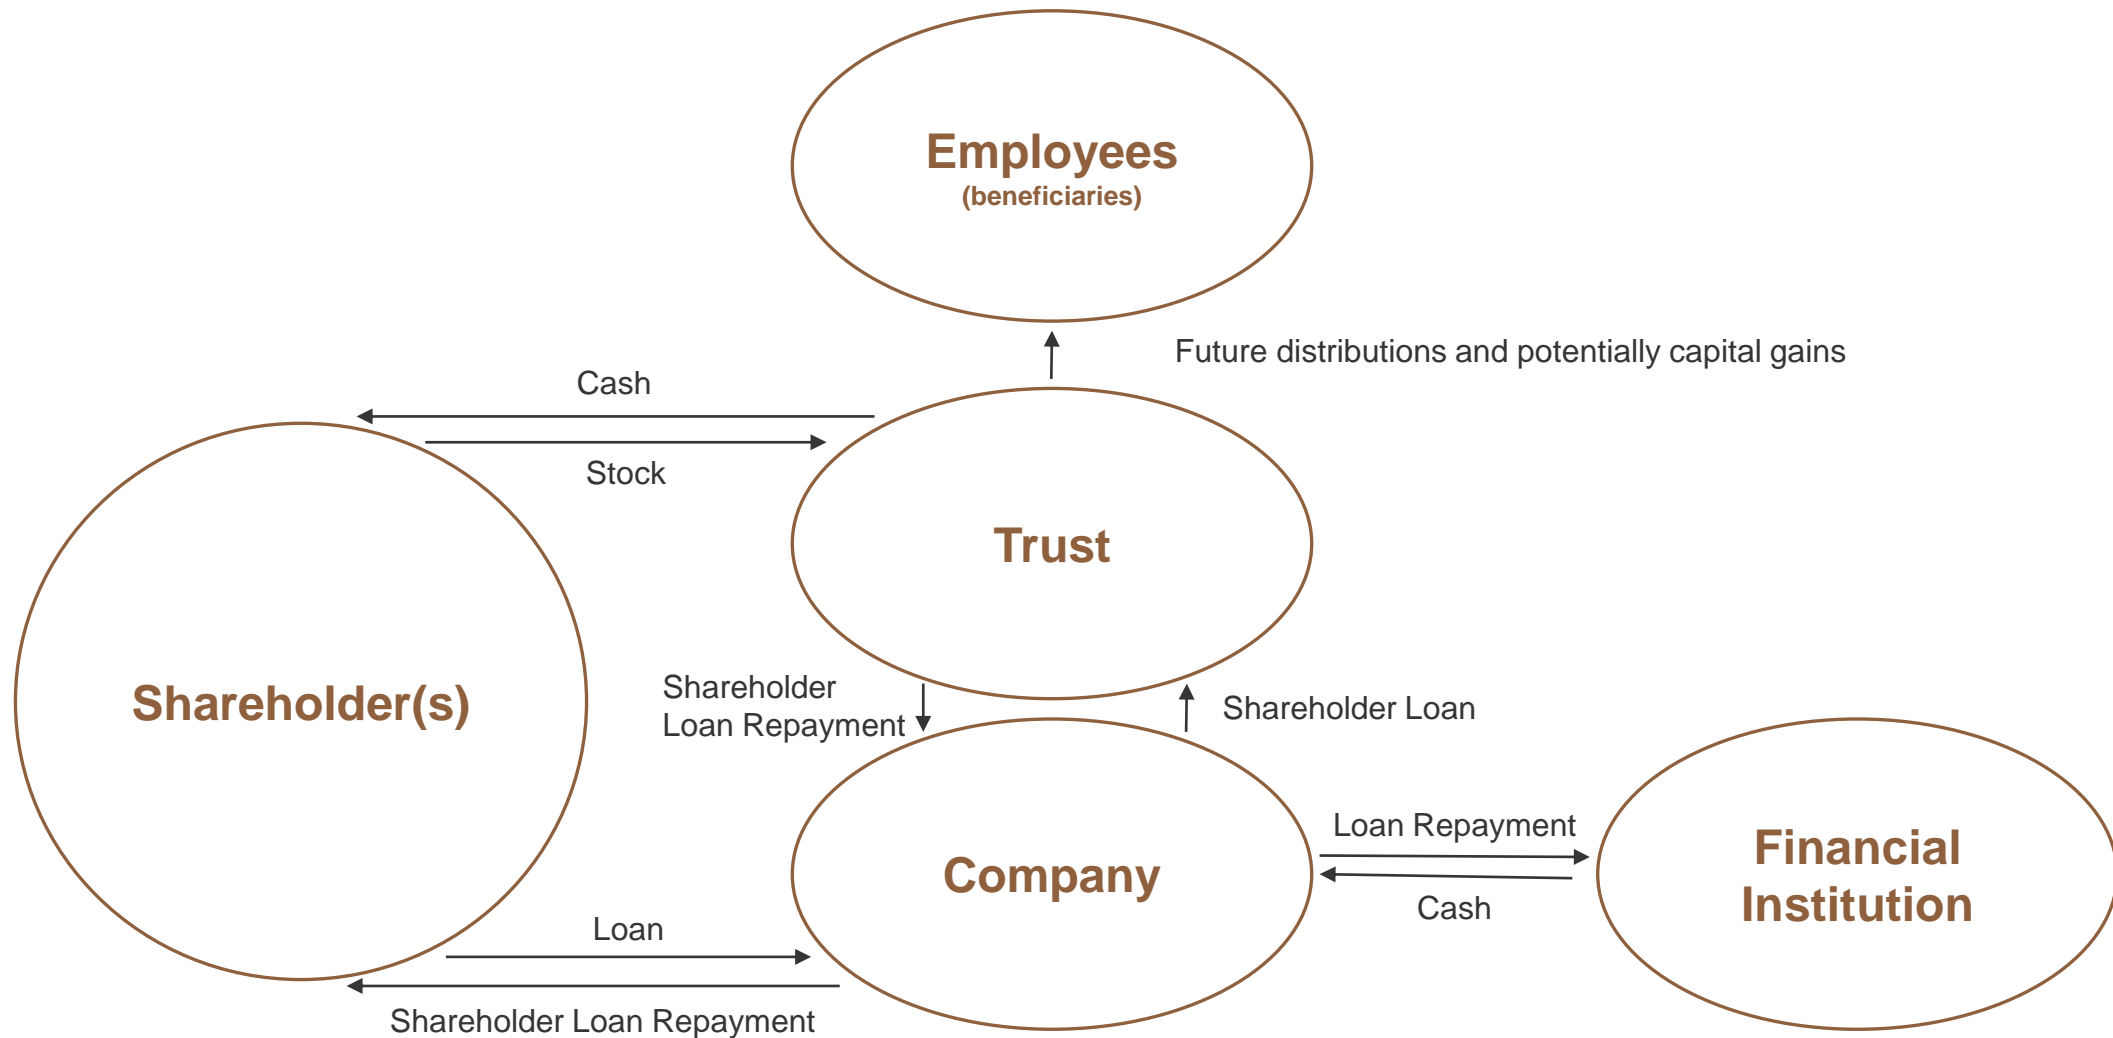 Employees
(beneficiaries)
Future distributions and potentially capital gains
Cash
Stock
Trust
Shareholder(s)
Shareholder
Loan Repayment
Shareholder Loan
Company
Loan Repayment
Cash
Financial
Institution
Loan
Shareholder Loan Repayment